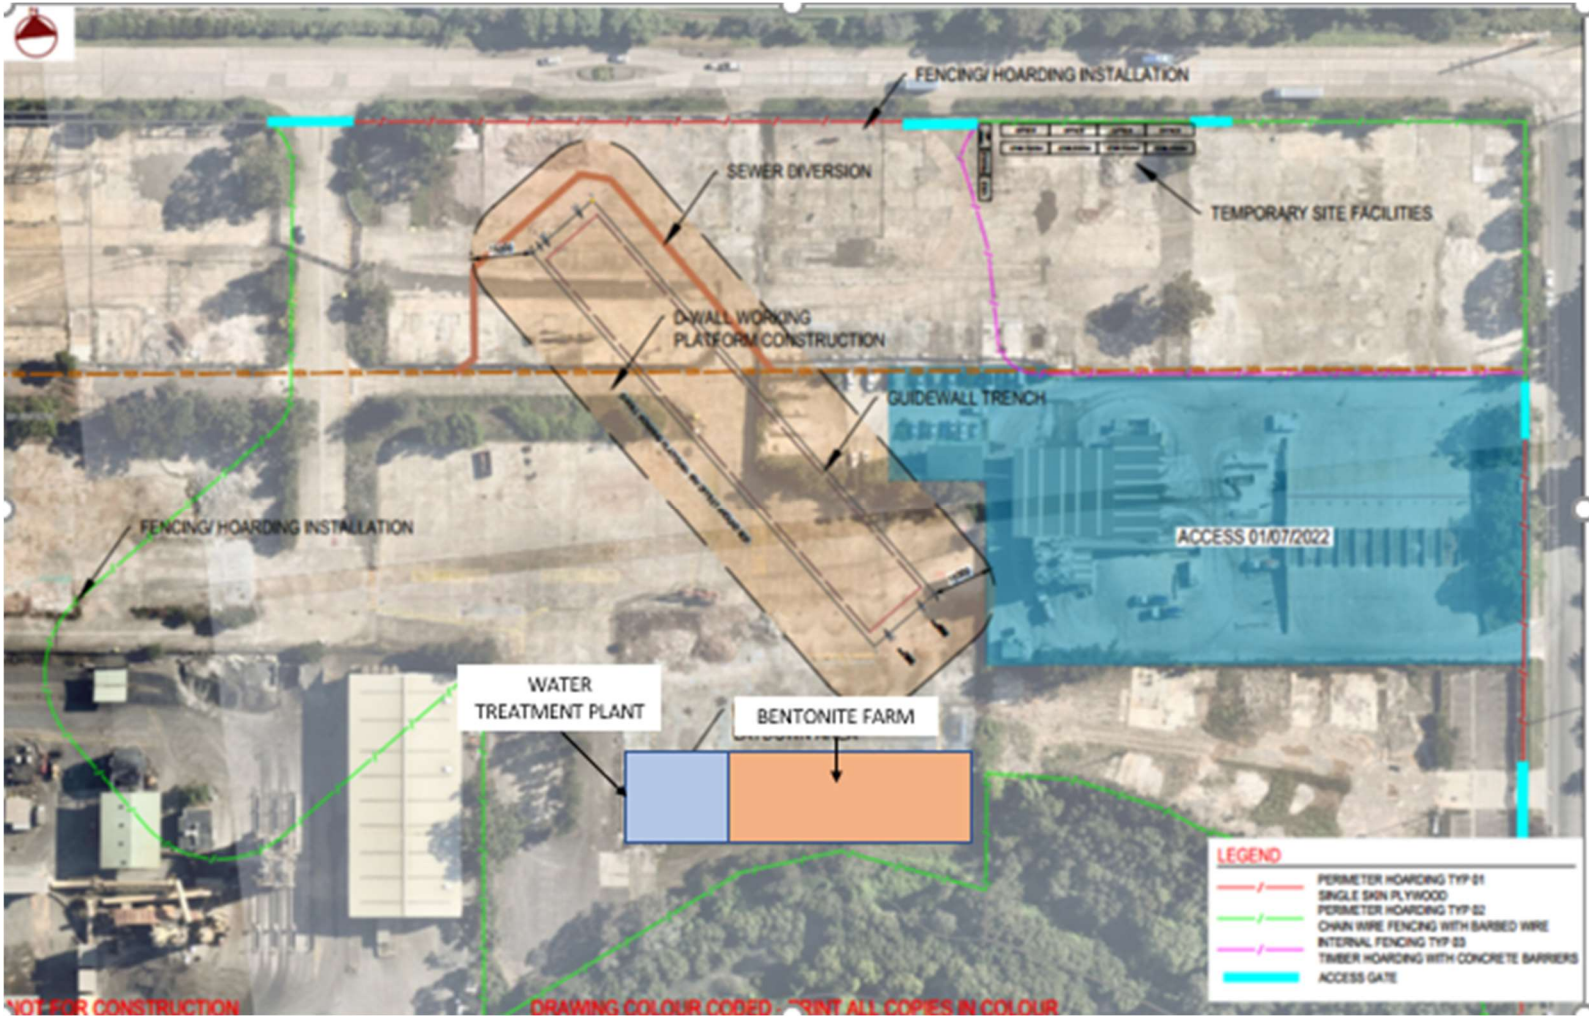 FENCING/ HOARDING INSTALLATION
SEWER DIVERSION
TEMPORARY SITE FACILITIES
D-WALL WORKING
PLATFORM CONSTRUCTION
GUIDEWALL TRENCH
FENCING/ HOARDING INSTALLATION
ACCESS 01/07/2022
WATER
TREATMENT PLANT
BENTONITE FARM
LEGEND
PERIMETER HOARDING TYP 01
SINGLE SKIN PLYWOOD
PERIMETER HOARDING TYP 02
CHAIN WIRE FENCING WITH BARBED WIRE
INTERNAL FENCING TYP 03
TIMBER HOARDING WITH CONCRETE BARRIERS
ACCESS GATE
NOT FOR CONSTRUCTION
DRAWING COLOUR CODED - PRINT ALL COPIES IN COLOUR